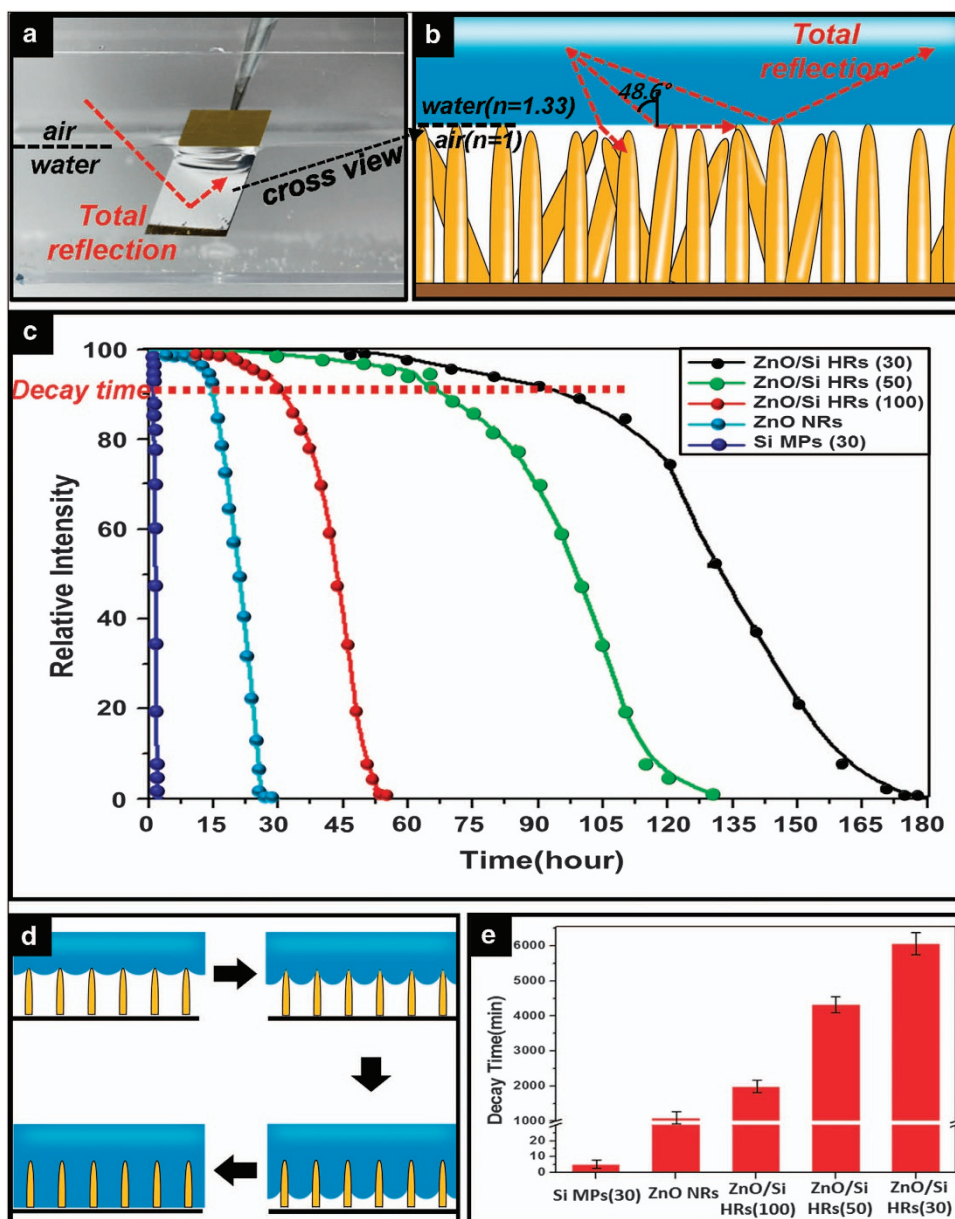 a
air
water
Total
reflection
cross view
b
Total
reflection
48.6°
water(n=1.33)
air(n=1)
c
100
80
60
40
20
0
Relative Intensity
Decay time
ZnO/Si HRs (30)
ZnO/Si HRs (50)
ZnO/Si HRs (100)
ZnO NRs
Si MPs (30)
0 15 30 45 60 75 90 105 120 135 150 165 180
Time(hour)
d
e
Decay Time(min)
6000
5000
4000
3000
2000
1000
20
10
0
Si MPs(30)
ZnO NRs
ZnO/Si
HRs(100)
ZnO/Si
HRs(50)
ZnO/Si
HRs(30)